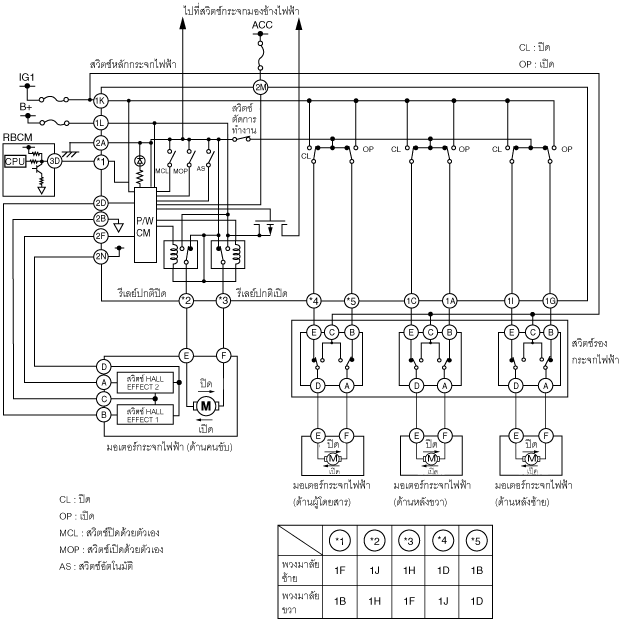 ไปที่สวิตช์กระจกมองข้างไฟฟ้า
ACC
สวิตช์หลักกระจกไฟฟ้า
CL : ปิด
OP : เปิด
IG1
B+
2M
1K
1L
สวิตช์
ตัดการ
ทำงาน
RBCM
CPU
3D
2A
*1
MCL
MOP
AS
CL
OP
CL
OP
CL
OP
2D
2B
2F
2N
P/W
CM
รีเลย์ปกติปิด
*2
*3
รีเลย์ปกติเปิด
*4
*5
1C
1A
1I
1G
E
C
B
E
C
B
E
C
B
D
A
D
A
D
A
สวิตช์รอง
กระจกไฟฟ้า
E
F
D
A
C
B
สวิตช์ HALL
EFFECT 2
สวิตช์ HALL
EFFECT 1
ปิด
M
เปิด
มอเตอร์กระจกไฟฟ้า (ด้านคนขับ)
E
F
E
F
E
F
ปิด
M
เปิด
ปิด
M
เปิด
ปิด
M
เปิด
มอเตอร์กระจกไฟฟ้า
(ด้านผู้โดยสาร)
มอเตอร์กระจกไฟฟ้า
(ด้านหลังขวา)
มอเตอร์กระจกไฟฟ้า
(ด้านหลังซ้าย)
CL : ปิด
OP : เปิด
MCL : สวิตช์ปิดด้วยตัวเอง
MOP : สวิตช์เปิดด้วยตัวเอง
AS : สวิตช์อัตโนมัติ
*1 *2 *3 *4 *5
พวงมาลัย
ซ้าย
1F 1J 1H 1D 1B
พวงมาลัย
ขวา
1B 1H 1F 1J 1D